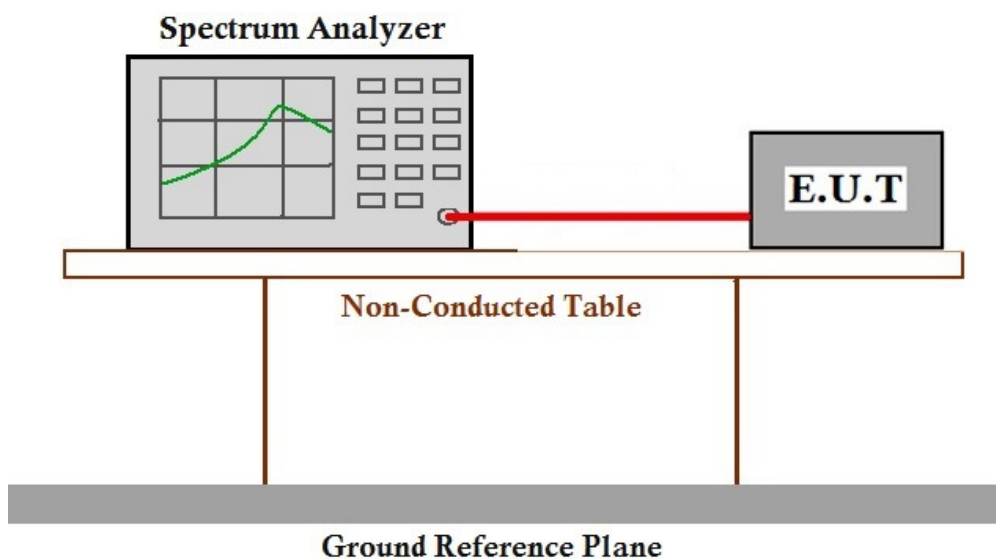 Spectrum Analyzer
E.U.T
Non-Conducted Table
Ground Reference Plane